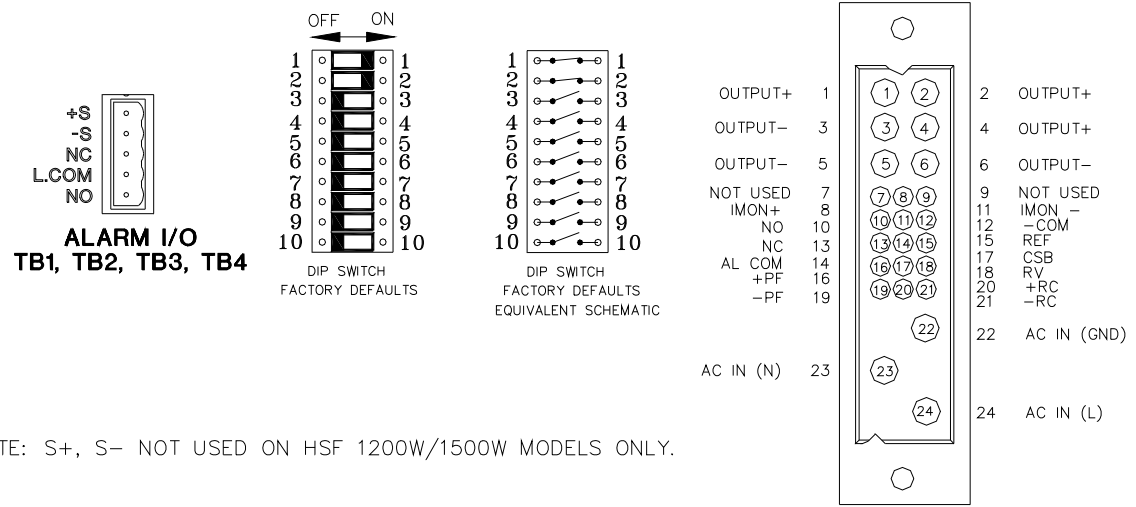 +S
-S
NC
L.COM
NO
ALARM I/O
TB1, TB2, TB3, TB4
OFF ON
1 1
2 2
3 3
4 4
5 5
6 6
7 7
8 8
9 9
10 10
DIP SWITCH
FACTORY DEFAULTS
1 1
2 2
3 3
4 4
5 5
6 6
7 7
8 8
9 9
10 10
DIP SWITCH
FACTORY DEFAULTS
EQUIVALENT SCHEMATIC
OUTPUT+ 1 1 2 2 OUTPUT+
OUTPUT- 3 3 4 4 OUTPUT+
OUTPUT- 5 5 6 6 OUTPUT-
NOT USED 7 7 8 9 9 NOT USED
IMON+ 8 11 IMON -
NO 10 10 11 12 12 -COM
NC 13 13 14 15 15 REF
AL COM 14 17 CSB
+PF 16 16 17 18 18 RV
-PF 19 19 20 21 20 +RC
21 -RC
22 22 AC IN (GND)
AC IN (N) 23 23
24 24 AC IN (L)
TE: S+, S- NOT USED ON HSF 1200W/1500W MODELS ONLY.